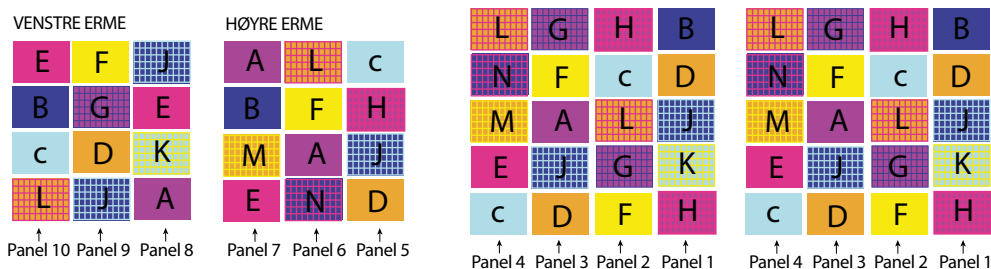 VENSTRE ERME
E F J
B G E
c D K
L J A
Panel 10 Panel 9 Panel 8
HØYRE ERME
A L c
B F H
M A J
E N D
Panel 7 Panel 6 Panel 5
L G H B
N F c D
M A L J
E J G K
c D F H
Panel 4 Panel 3 Panel 2 Panel 1
L G H B
N F c D
M A L J
E J G K
c D F H
Panel 4 Panel 3 Panel 2 Panel 1